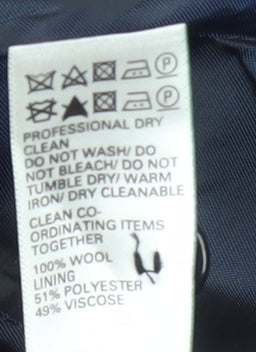 P
P
PROFESSIONAL DRY
CLEAN
DO NOT WASH/ DO
NOT BLEACH/ DO NOT
TUMBLE DRY/ WARM
IRON/ DRY CLEANABLE
CLEAN CO-
ORDINATING ITEMS
TOGETHER
100% WOOL
LINING
51% POLYESTER
49% VISCOSE